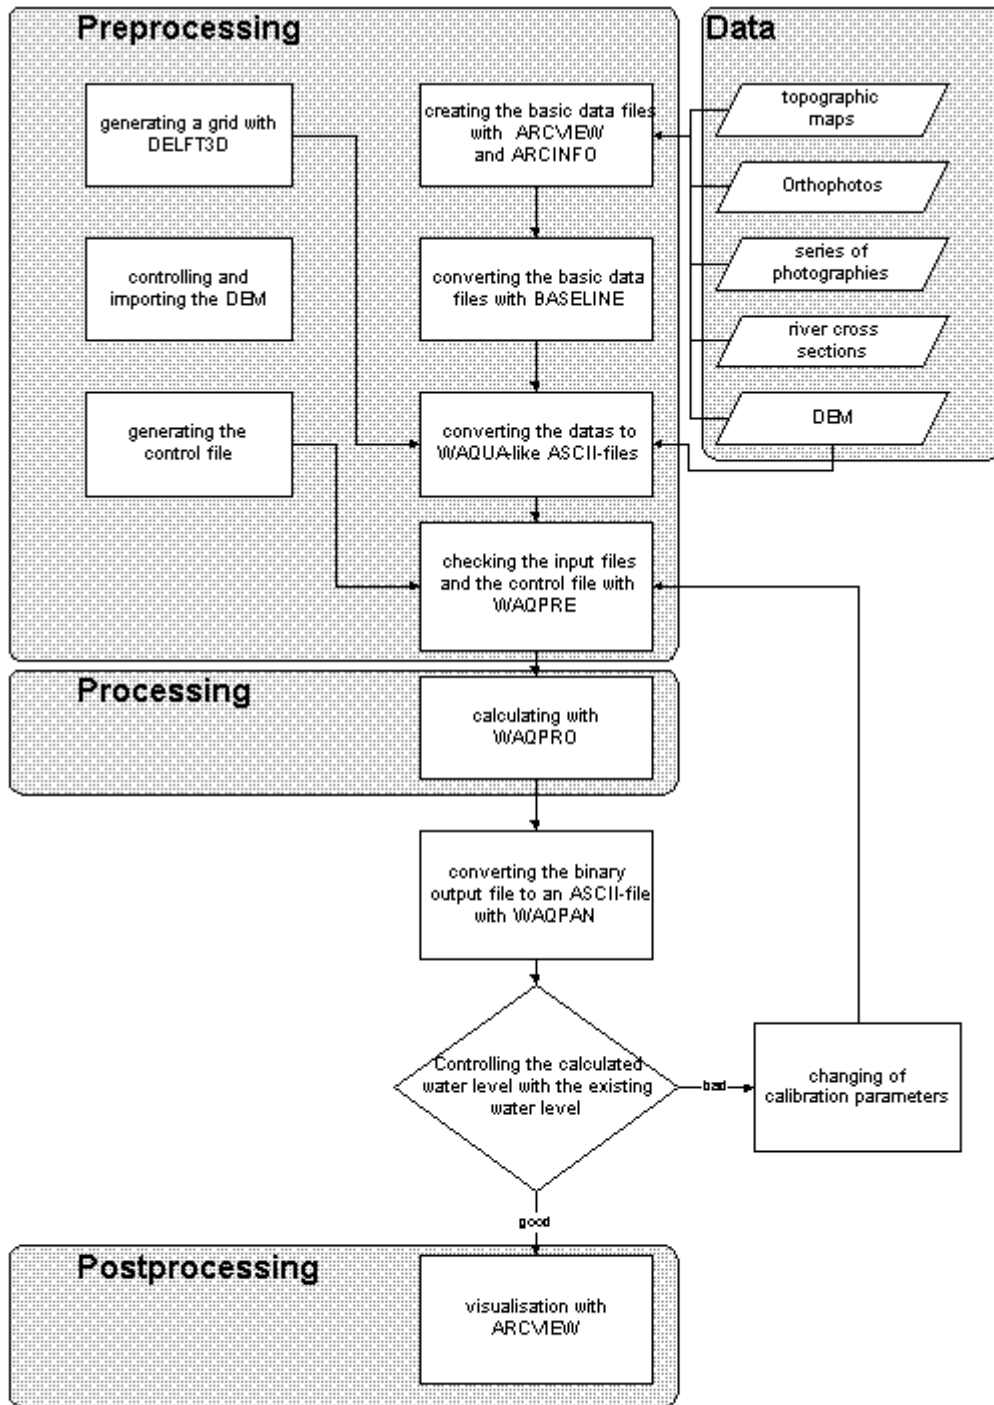 Preprocessing
Data
generating a grid with
DELFT3D
creating the basic data files
with ARCVIEW
and ARCINFO
topographic
maps
Orthophotos
controlling and
importing the DEM
converting the basic data
files with BASELINE
series of
photographies
river cross
sections
generating the
control file
converting the datas to
WAQUA-like ASCII-files
DEM
checking the input files
and the control file with
WAQPRE
Processing
calculating with
WAQPRO
converting the binary
output file to an ASCII-file
with WAQPAN
Controlling the calculated
water level with the existing
water level
bad
changing of
calibration parameters
good
Postprocessing
visualisation with
ARCVIEW